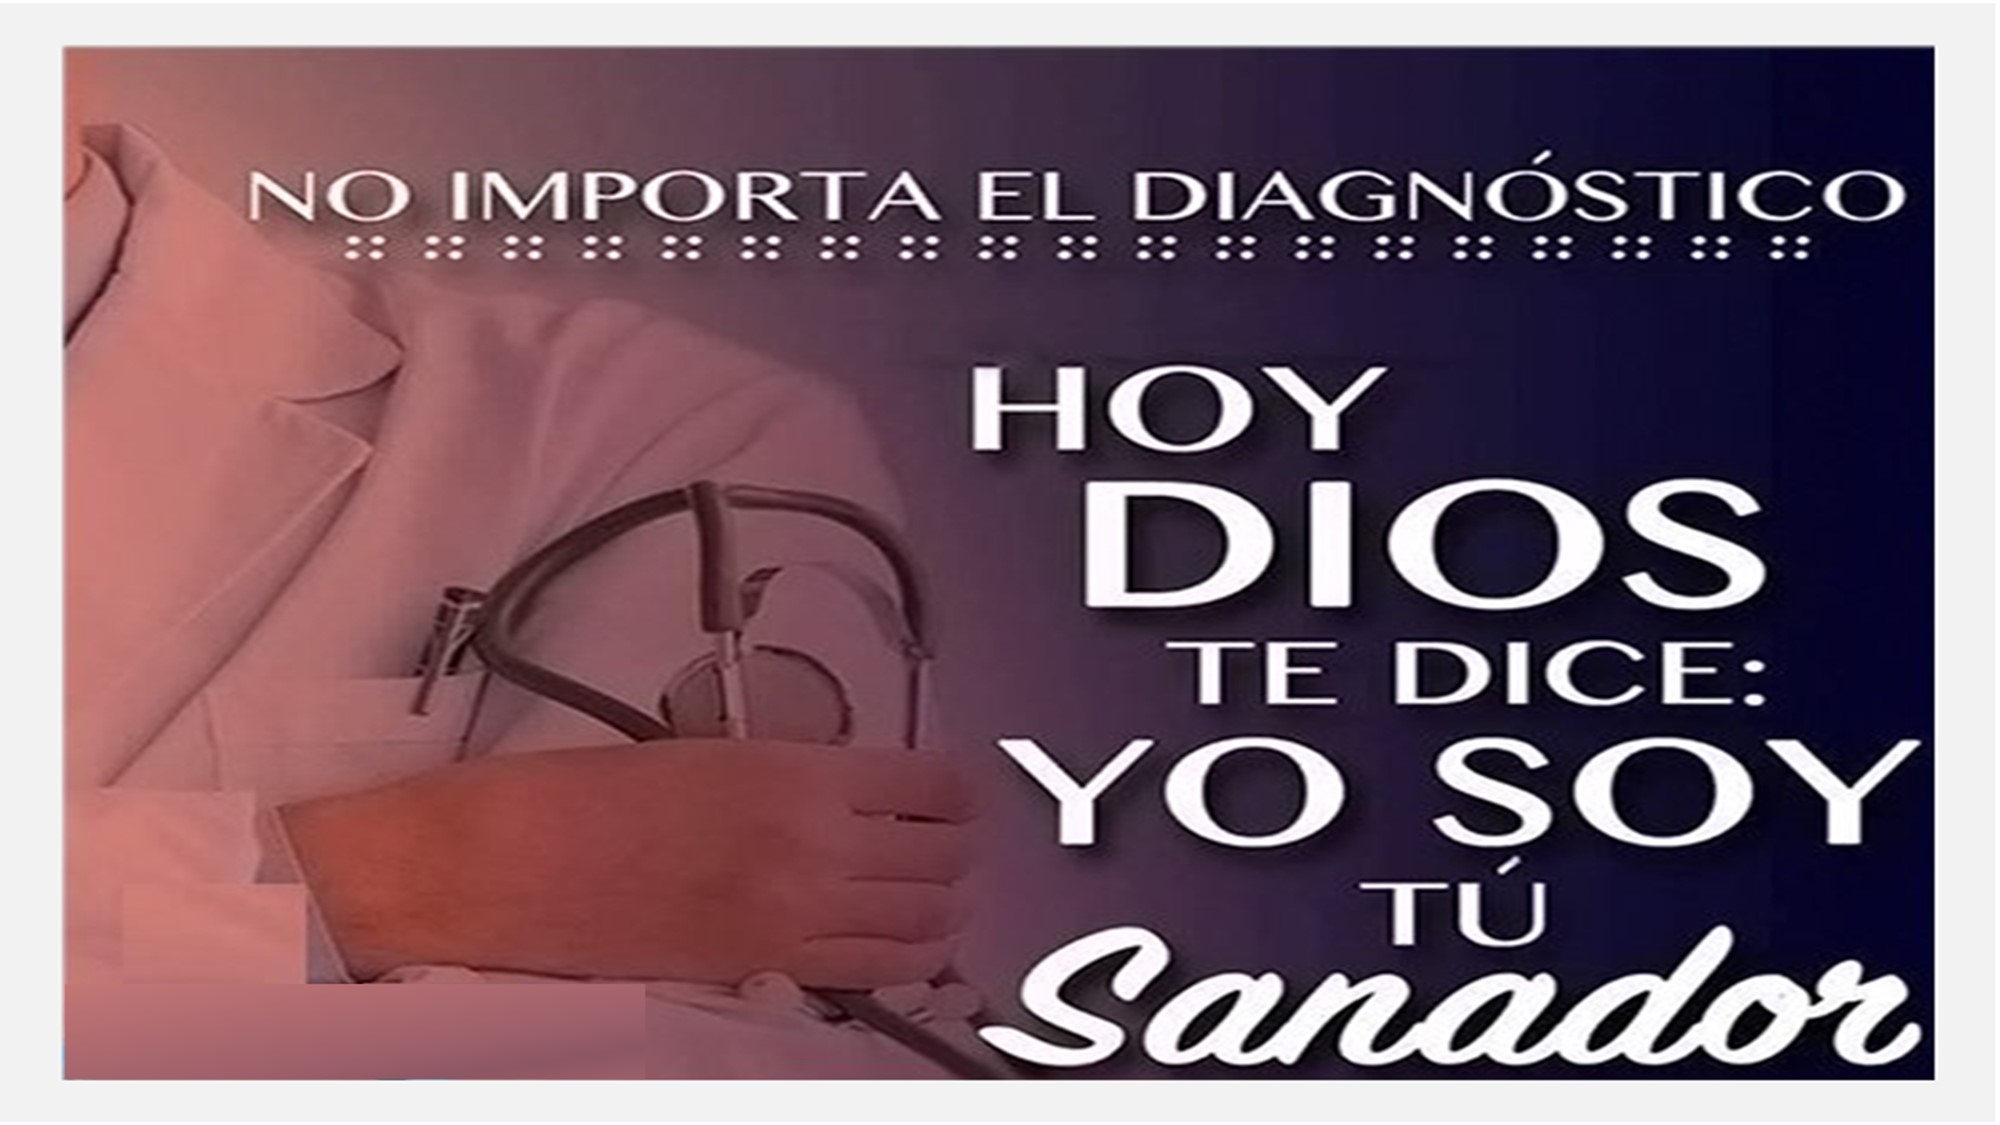 NO IMPORTA EL DIAGNÓSTICO
HOY
DIOS
TE DICE:
YO SOY
TÚ
Sanador